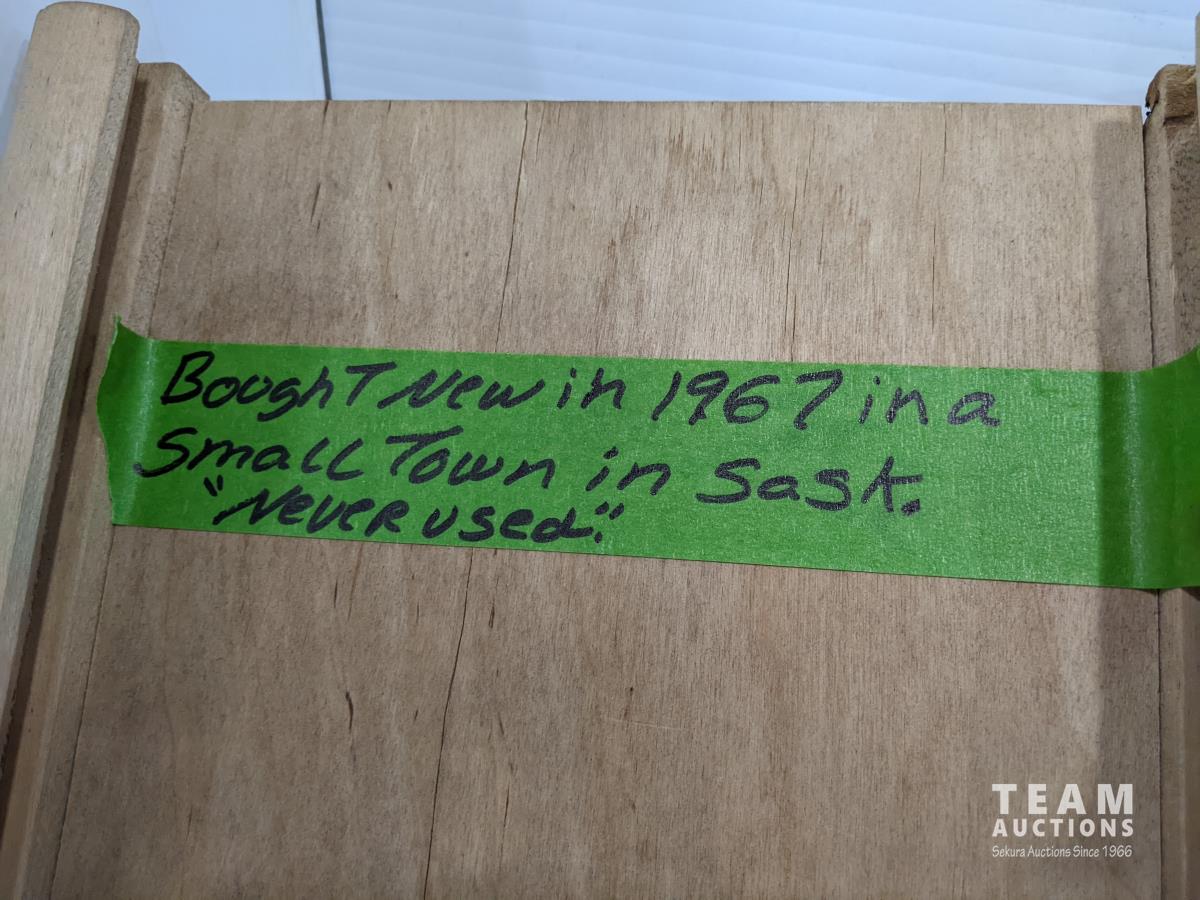 Bought New in 1967 in a
Small Town in Sask.
"Never used."
TEAM
AUCTIONS
Sekura Auctions Since 1966